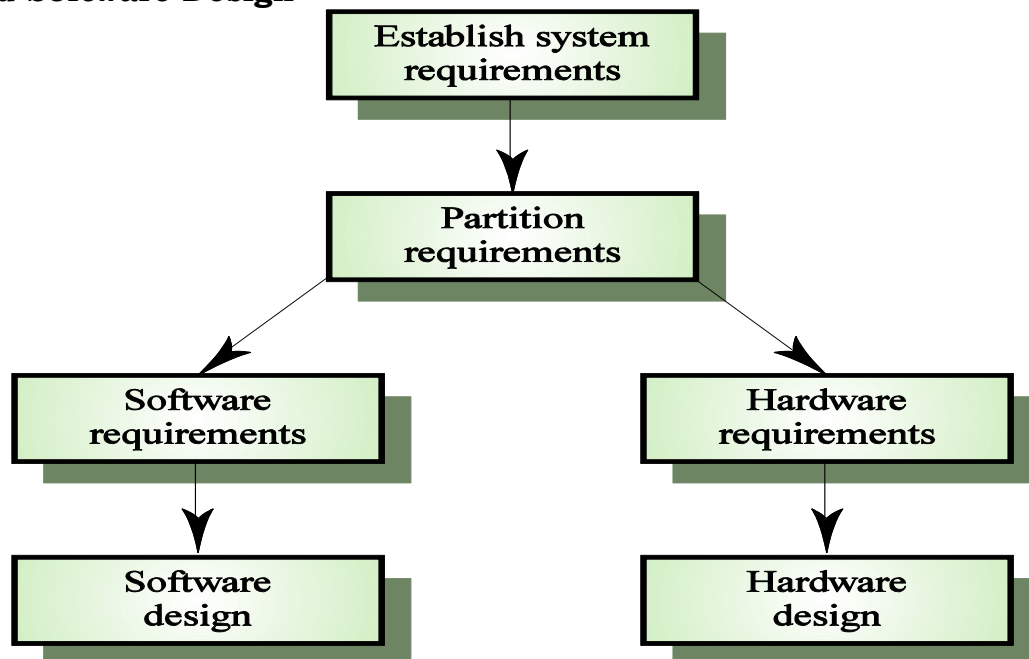 Software Design
Establish system
requirements
Partition
requirements
Software
requirements
Hardware
requirements
Software
design
Hardware
design